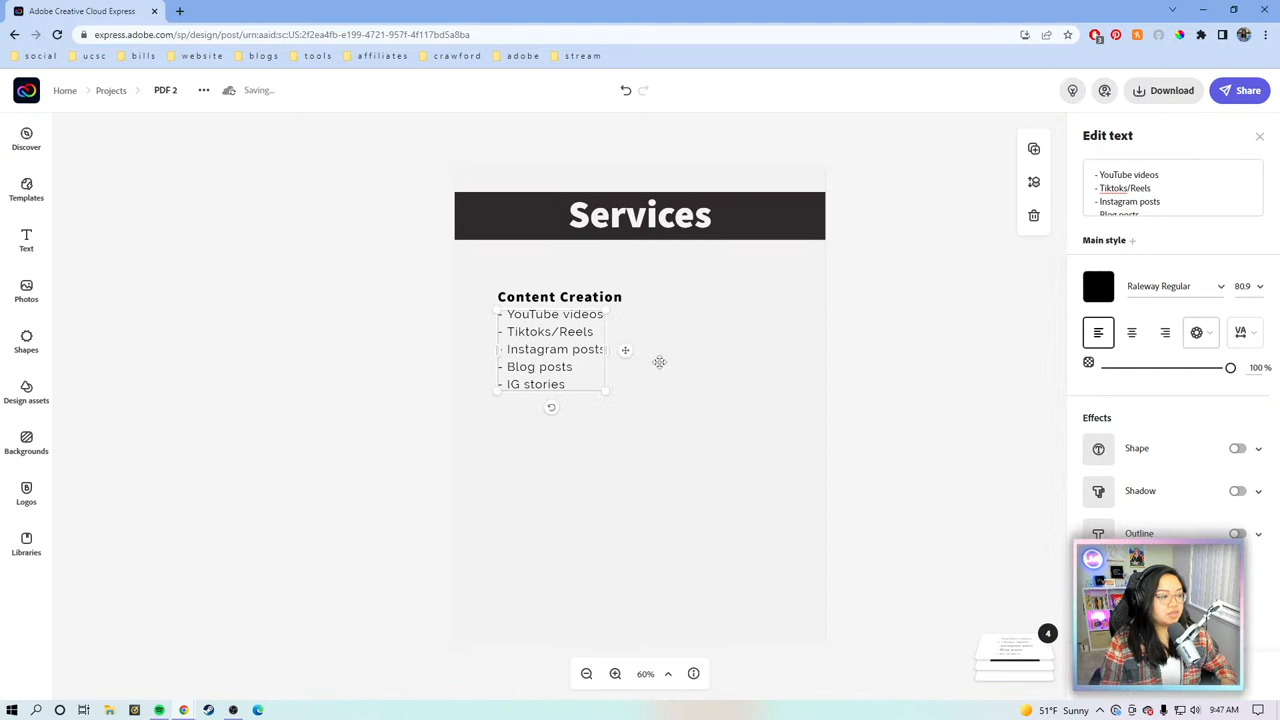 Adobe Creative Cloud Express
express.adobe.com/sp/design/post/urn:aaid:sc:US:2f2ea4fb-e199-4721-957f-4f117bd5a8ba
social ucsc bills website blogs tools affiliates crawford adobe stream
Home Projects PDF 2 ... Saving... Download Share
Discover
Templates
Text
Photos
Shapes
Design assets
Backgrounds
Logos
Libraries
Services
Content Creation
- YouTube videos
- Tiktoks/Reels
- Instagram posts
- Blog posts
- IG stories
Edit text
- YouTube videos
- Tiktoks/Reels
- Instagram posts
- Blog posts
Main style +
Raleway Regular 80.9
VA
100 %
Effects
Shape
Shadow
Outline
4
60%
51°F 9:47 AM